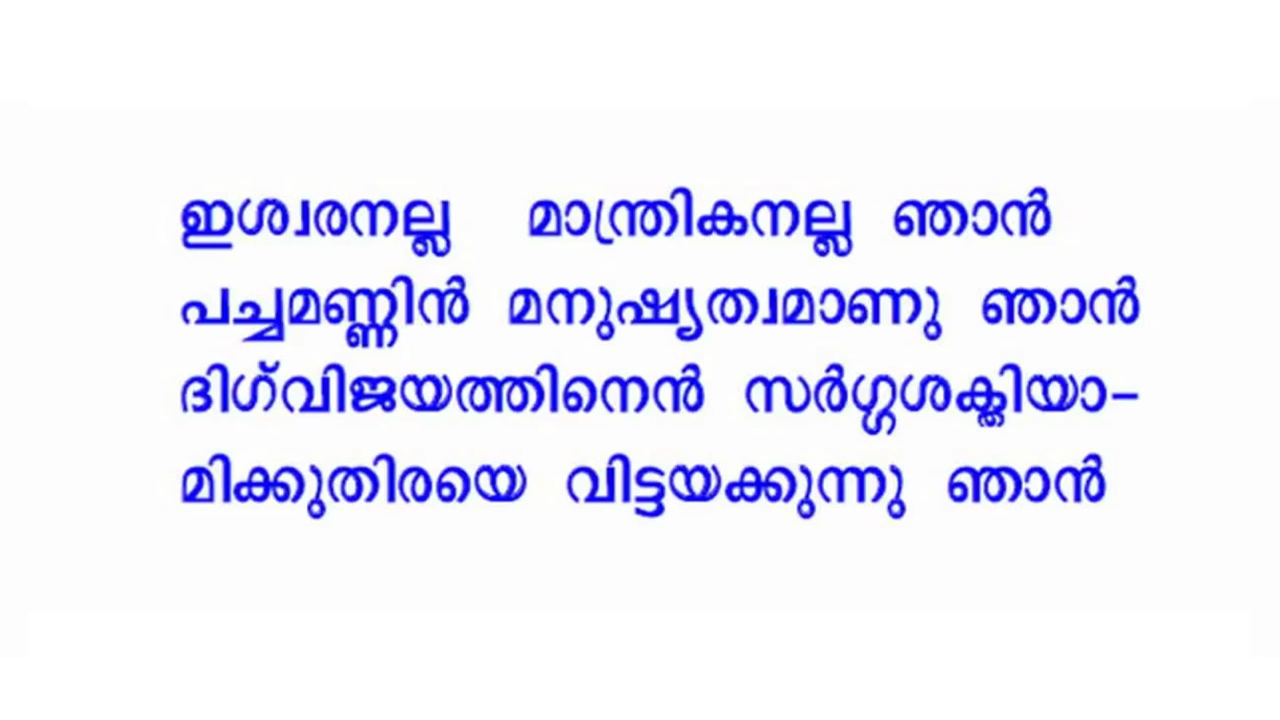 ഇശ്വരനല്ല മാന്ത്രികനല്ല ഞാൻ
പച്ചമണ്ണിൻ മനുഷ്യത്വമാണു ഞാൻ
ദിഗ്‌വിജയത്തിനെൻ സർഗ്ഗശക്തിയാ–
മിക്കുതിരയെ വിട്ടയക്കുന്നു ഞാൻ